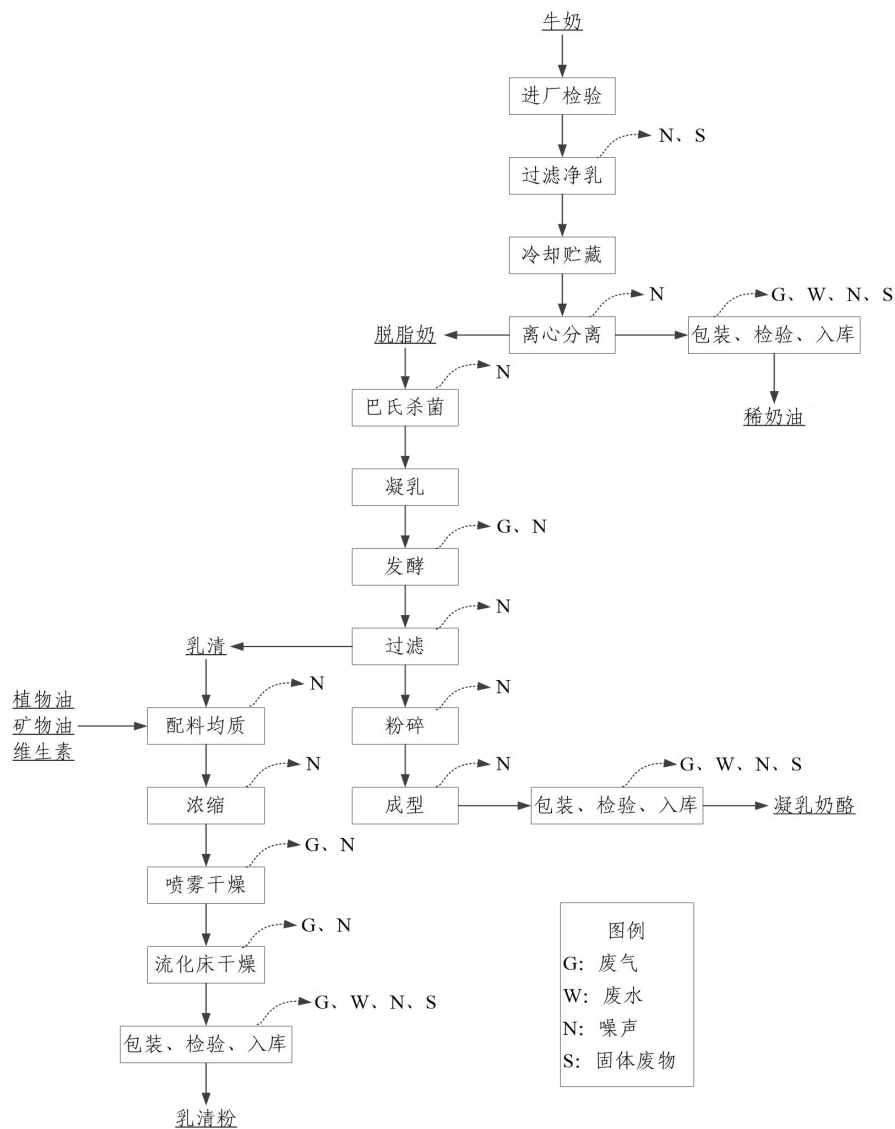 牛奶
进厂检验
N、S
过滤净乳
冷却贮藏
N
G、W、N、S
脱脂奶
离心分离
包装、检验、入库
N
巴氏杀菌
稀奶油
凝乳
G、N
发酵
N
乳清
过滤
N
N
植物油
矿物油
维生素
配料均质
粉碎
N
N
G、W、N、S
浓缩
成型
包装、检验、入库
凝乳奶酪
G、N
喷雾干燥
G、N
流化床干燥
G、W、N、S
包装、检验、入库
乳清粉
图例
G：废气
W：废水
N：噪声
S：固体废物